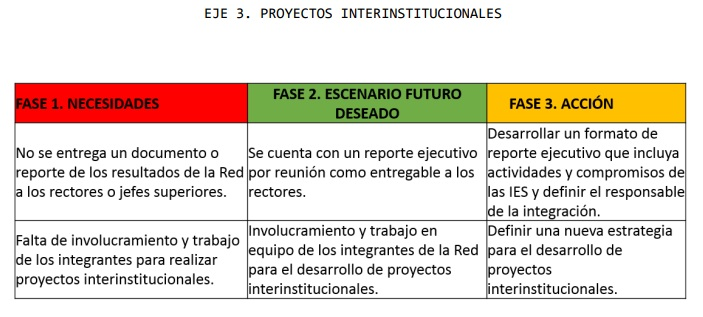 EJE 3. PROYECTOS INTERINSTITUCIONALES
FASE 1. NECESIDADES
FASE 2. ESCENARIO FUTURO
DESEADO
FASE 3. ACCIÓN
No se entrega un documento o
reporte de los resultados de la Red
a los rectores o jefes superiores.
Se cuenta con un reporte ejecutivo
por reunión como entregable a los
rectores.
Desarrollar un formato de
reporte ejecutivo que incluya
actividades y compromisos de
las IES y definir el responsable
de la integración.
Falta de involucramiento y trabajo
de los integrantes para realizar
proyectos interinstitucionales.
Involucramiento y trabajo en
equipo de los integrantes de la Red
para el desarrollo de proyectos
interinstitucionales.
Definir una nueva estrategia
para el desarrollo de
proyectos
interinstitucionales.